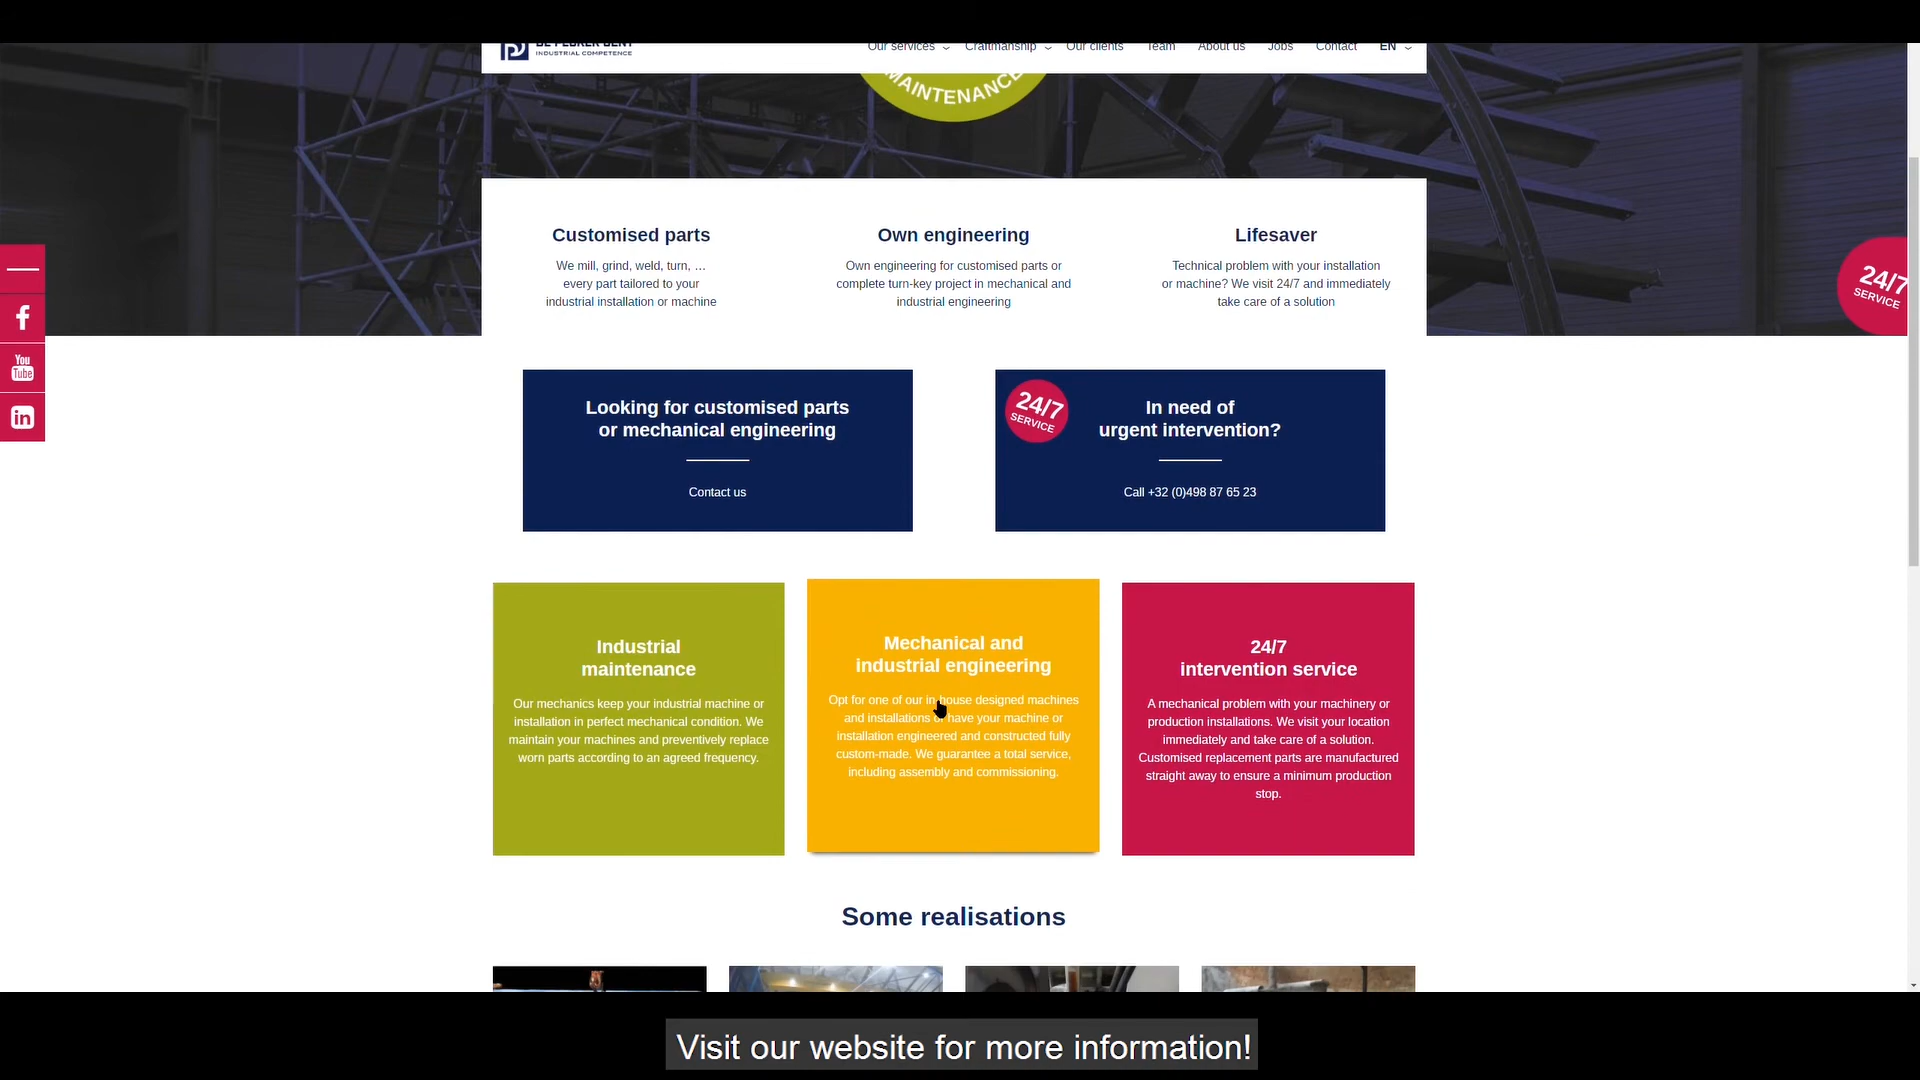 INDUSTRIAL COMPETENCE
Our services
Craftmanship
Our clients
Team
About us
Jobs
Contact
EN
MAINTENANCE
Customised parts
We mill, grind, weld, turn, …
every part tailored to your
industrial installation or machine
Own engineering
Own engineering for customised parts or
complete turn-key project in mechanical and
industrial engineering
Lifesaver
Technical problem with your installation
or machine? We visit 24/7 and immediately
take care of a solution
24/7
SERVICE
You
Tube
in
Looking for customised parts
or mechanical engineering
Contact us
24/7
SERVICE
In need of
urgent intervention?
Call +32 (0)498 87 65 23
Industrial
maintenance
Our mechanics keep your industrial machine or
installation in perfect mechanical condition. We
maintain your machines and preventively replace
worn parts according to an agreed frequency.
Mechanical and
industrial engineering
Opt for one of our in-house designed machines
and installations or have your machine or
installation engineered and constructed fully
custom-made. We guarantee a total service,
including assembly and commissioning.
24/7
intervention service
A mechanical problem with your machinery or
production installations. We visit your location
immediately and take care of a solution.
Customised replacement parts are manufactured
straight away to ensure a minimum production
stop.
Some realisations
Visit our website for more information!